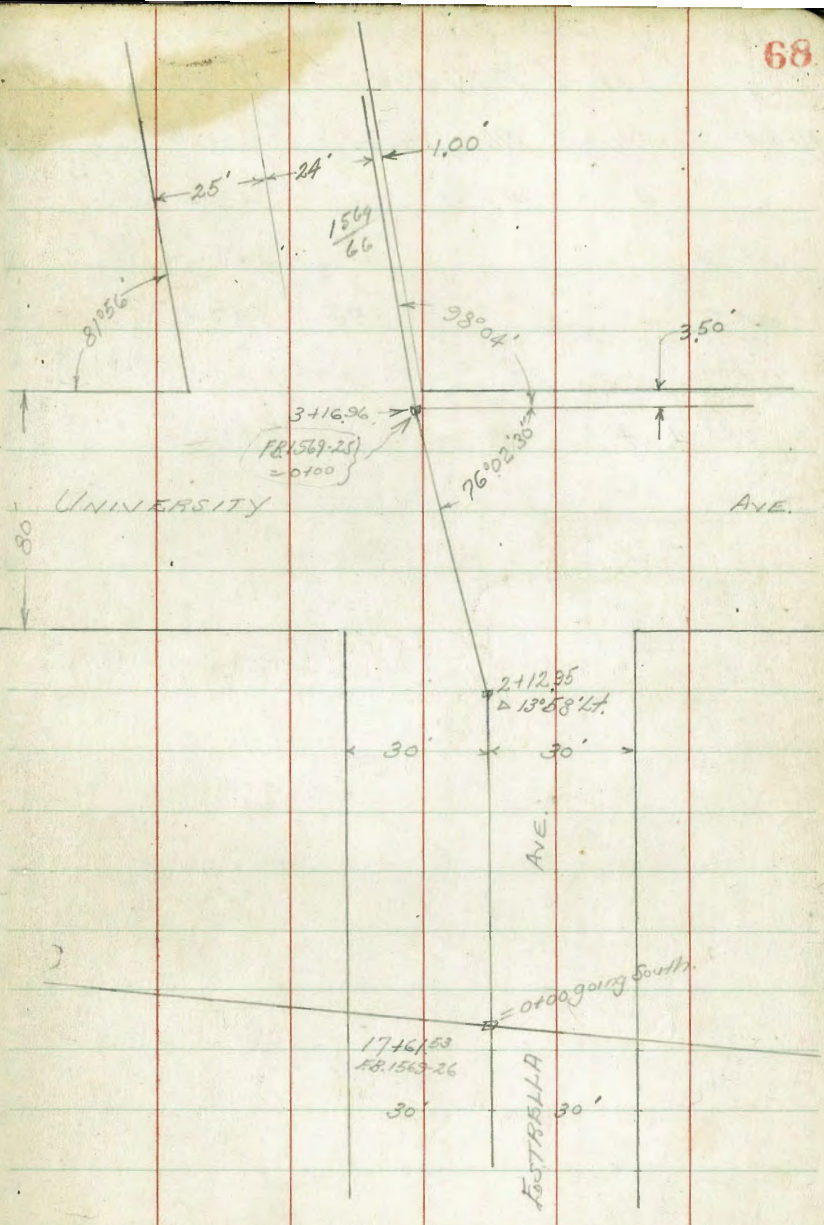 68
1.00'
25'
24'
1569
66
81°56'
98°04'
3.50'
3+16.96
F.B.1569-25
= 0+00
76°02'30"
UNIVERSITY AVE.
80'
2+12.95
Δ 13°58' Lt.
30' 30'
AVE.
= 0+00 going South.
17+61.53
F.B.1569-26
30' 30'
ESTRELLA